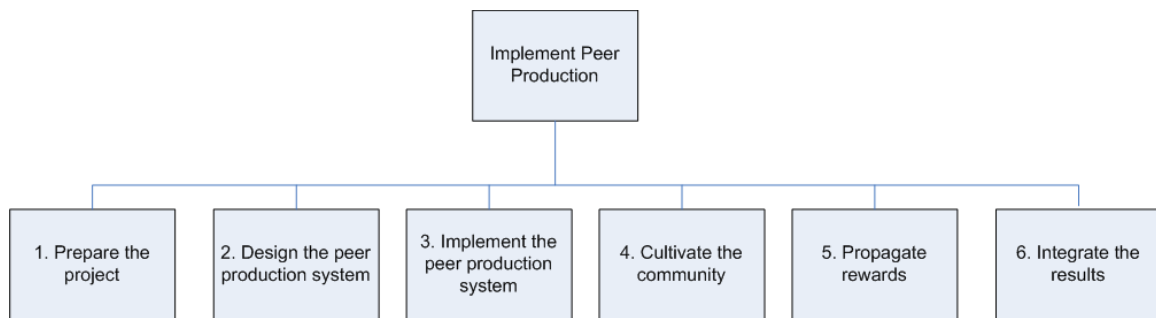 Implement Peer
Production
1. Prepare the
project
2. Design the peer
production system
3. Implement the
peer production
system
4. Cultivate the
community
5. Propagate
rewards
6. Integrate the
results